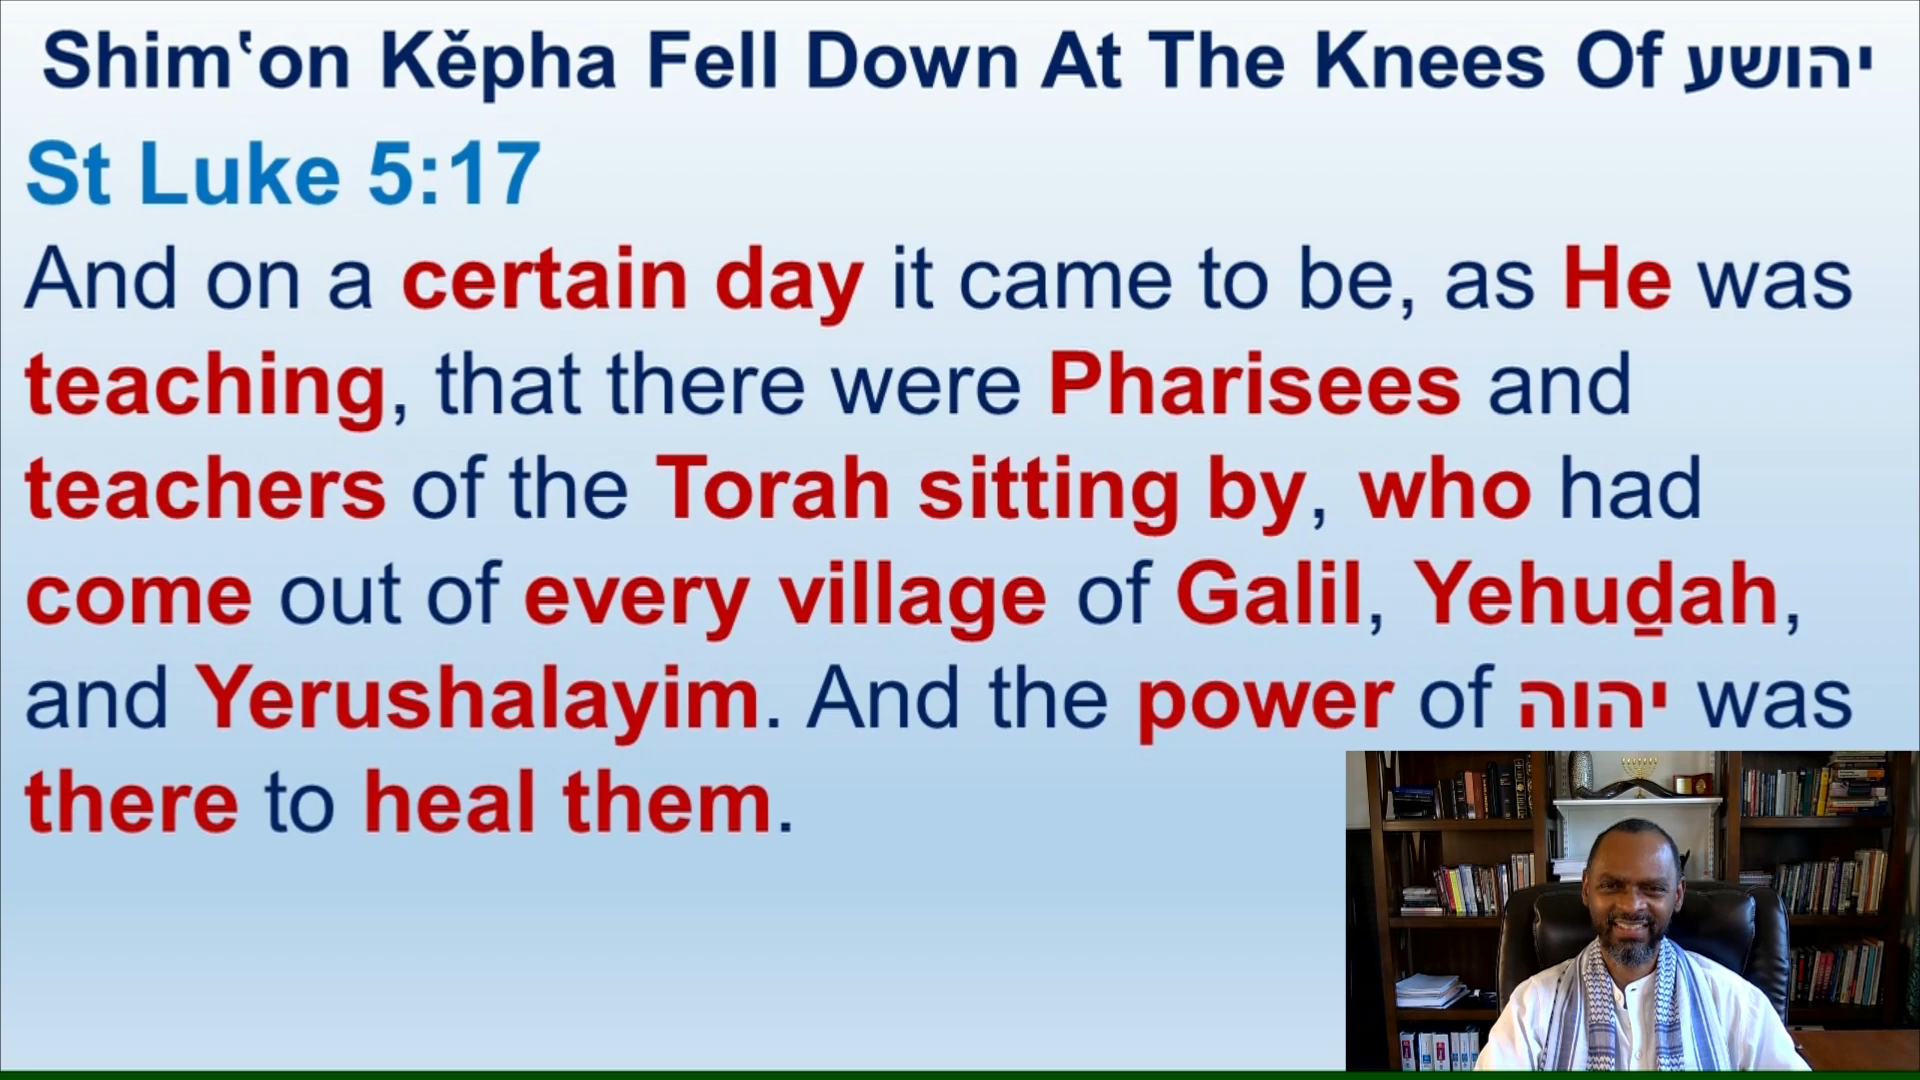 Shim‛on Kěpha Fell Down At The Knees Of יהושע
St Luke 5:17
And on a certain day it came to be, as He was
teaching, that there were Pharisees and
teachers of the Torah sitting by, who had
come out of every village of Galil, Yehuḏah,
and Yerushalayim. And the power of יהוה was
there to heal them.